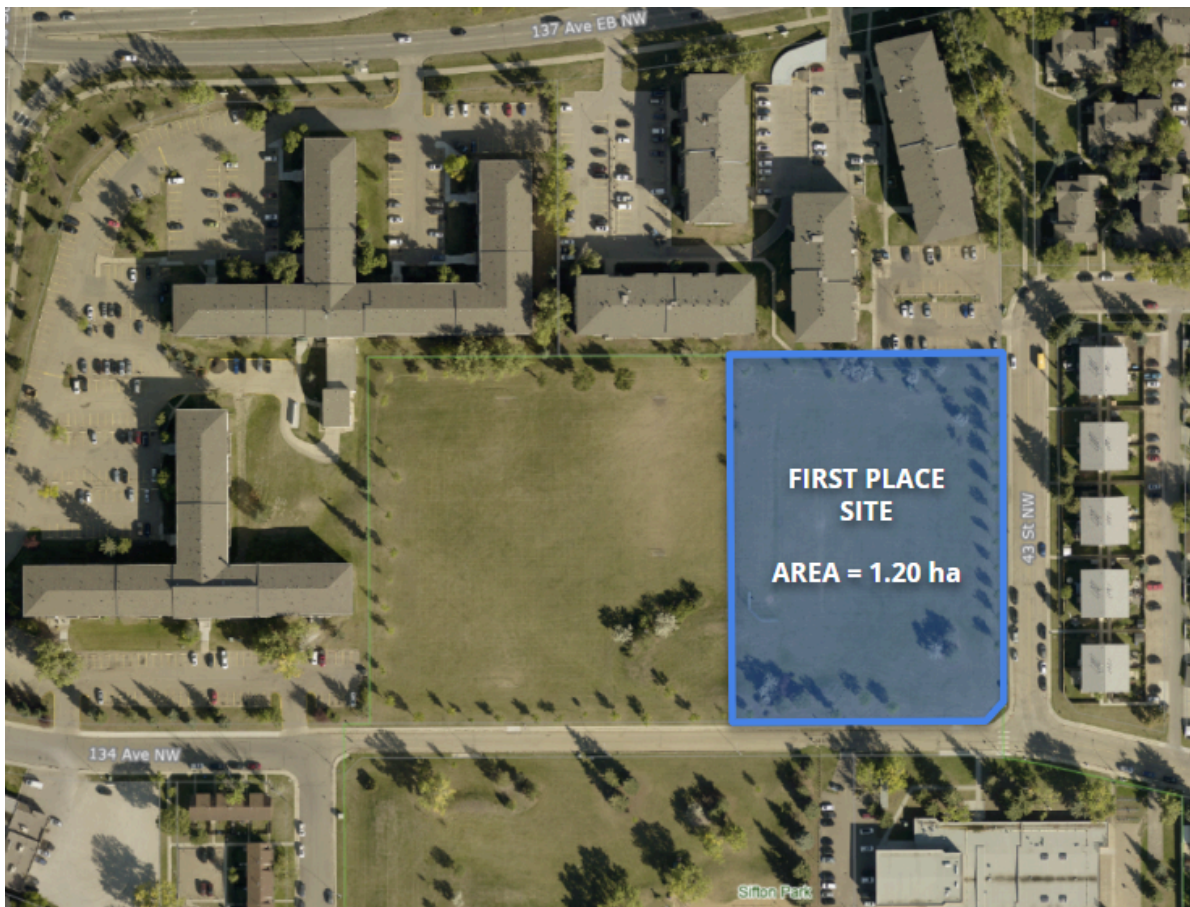 137 Ave EB NW
FIRST PLACE
SITE
AREA = 1.20 ha
43 St NW
134 Ave NW
Sifton Park